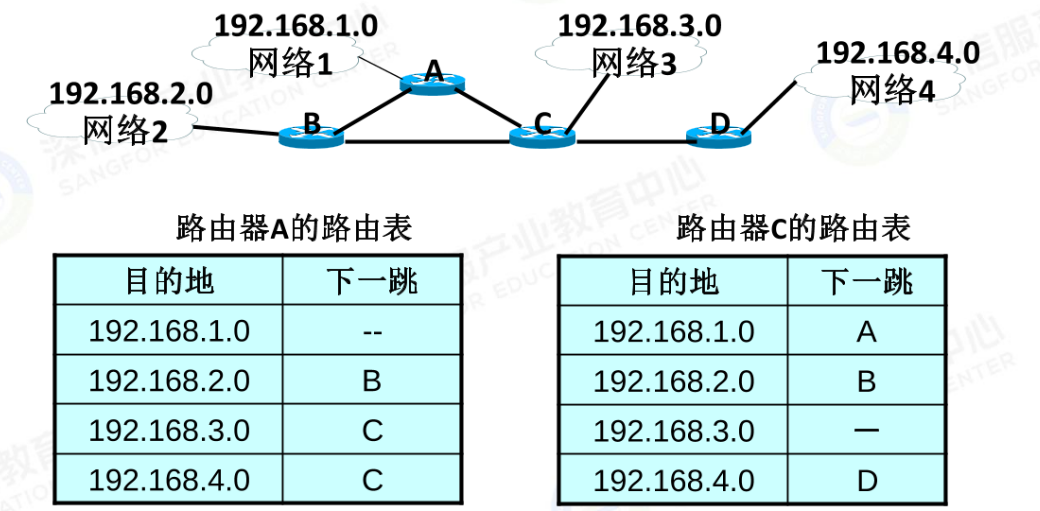 192.168.1.0
网络1
192.168.3.0
网络3
192.168.4.0
网络4
192.168.2.0
网络2
A
B
C
D
路由器A的路由表
目的地 下一跳
192.168.1.0 --
192.168.2.0 B
192.168.3.0 C
192.168.4.0 C
路由器C的路由表
目的地 下一跳
192.168.1.0 A
192.168.2.0 B
192.168.3.0 —
192.168.4.0 D